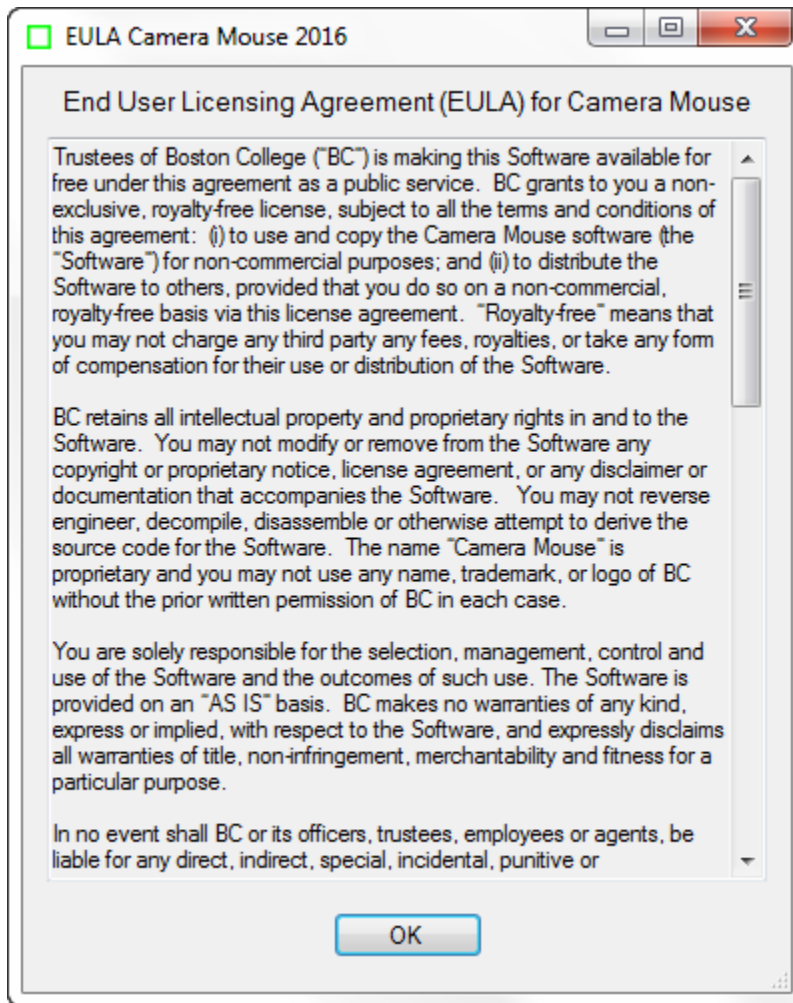 EULA Camera Mouse 2016
End User Licensing Agreement (EULA) for Camera Mouse
Trustees of Boston College ("BC") is making this Software available for
free under this agreement as a public service.  BC grants to you a non-
exclusive, royalty-free license, subject to all the terms and conditions of
this agreement:  (i) to use and copy the Camera Mouse software (the
"Software") for non-commercial purposes; and (ii) to distribute the
Software to others, provided that you do so on a non-commercial,
royalty-free basis via this license agreement.  "Royalty-free" means that
you may not charge any third party any fees, royalties, or take any form
of compensation for their use or distribution of the Software.

BC retains all intellectual property and proprietary rights in and to the
Software.  You may not modify or remove from the Software any
copyright or proprietary notice, license agreement, or any disclaimer or
documentation that accompanies the Software.   You may not reverse
engineer, decompile, disassemble or otherwise attempt to derive the
source code for the Software.  The name "Camera Mouse" is
proprietary and you may not use any name, trademark, or logo of BC
without the prior written permission of BC in each case.

You are solely responsible for the selection, management, control and
use of the Software and the outcomes of such use. The Software is
provided on an "AS IS" basis.  BC makes no warranties of any kind,
express or implied, with respect to the Software, and expressly disclaims
all warranties of title, non-infringement, merchantability and fitness for a
particular purpose.

In no event shall BC or its officers, trustees, employees or agents, be
liable for any direct, indirect, special, incidental, punitive or
OK